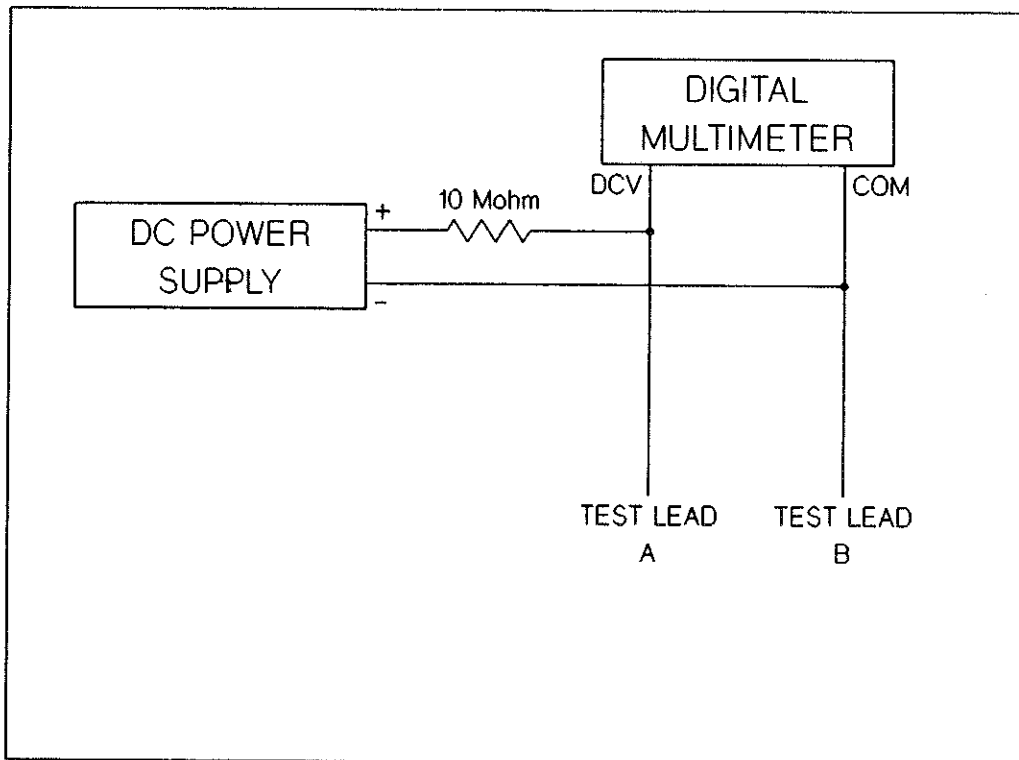 DIGITAL
MULTIMETER
DCV
COM
10 Mohm
+
DC POWER
SUPPLY
-
TEST LEAD
A
TEST LEAD
B